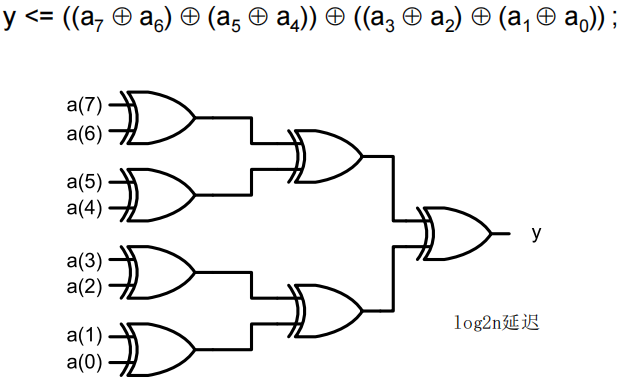 y <= ((a₇ ⊕ a₆) ⊕ (a₅ ⊕ a₄)) ⊕ ((a₃ ⊕ a₂) ⊕ (a₁ ⊕ a₀)) ;
a(7)
a(6)
a(5)
a(4)
a(3)
a(2)
a(1)
a(0)
y
log2n延迟